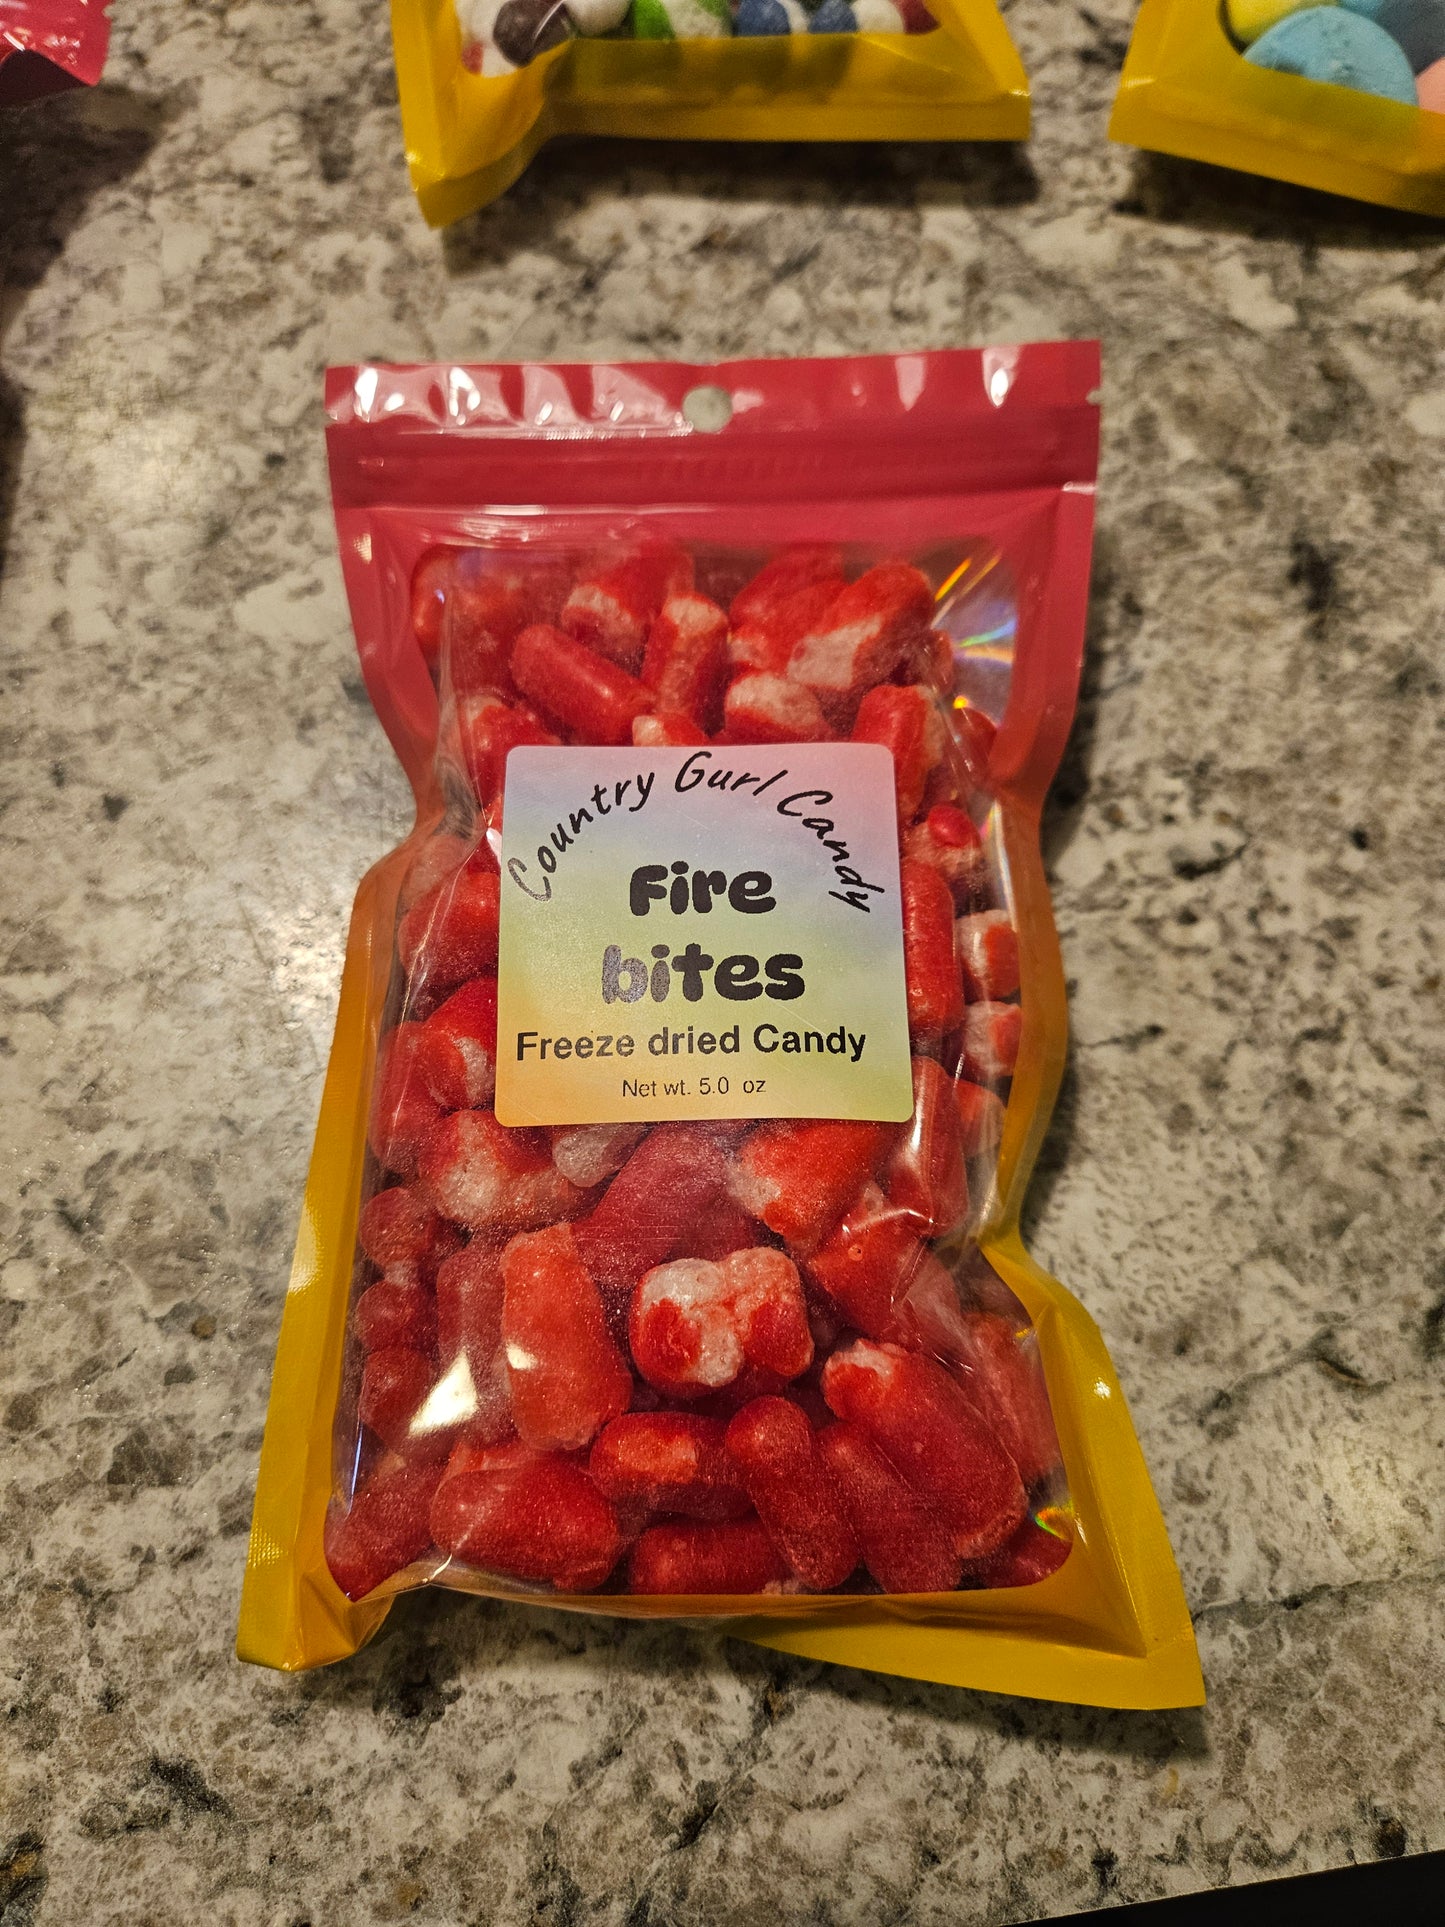 Country Gurl Candy
Fire
bites
Freeze dried Candy
Net wt. 5.0 oz